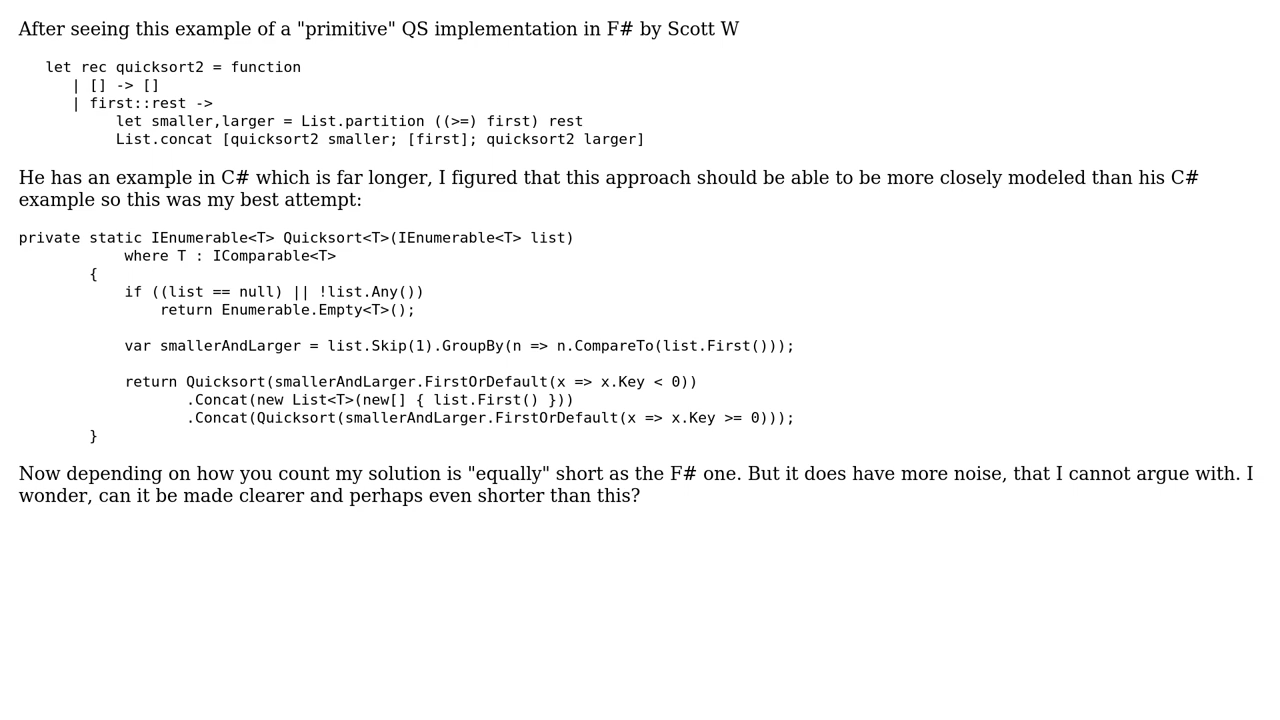 After seeing this example of a "primitive" QS implementation in F# by Scott W
let rec quicksort2 = function
| [] -> []
| first::rest ->
let smaller,larger = List.partition ((>=) first) rest
List.concat [quicksort2 smaller; [first]; quicksort2 larger]
He has an example in C# which is far longer, I figured that this approach should be able to be more closely modeled than his C#
example so this was my best attempt:
private static IEnumerable<T> Quicksort<T>(IEnumerable<T> list)
where T : IComparable<T>
{
if ((list == null) || !list.Any())
return Enumerable.Empty<T>();
var smallerAndLarger = list.Skip(1).GroupBy(n => n.CompareTo(list.First()));
return Quicksort(smallerAndLarger.FirstOrDefault(x => x.Key < 0))
.Concat(new List<T>(new[] { list.First() }))
.Concat(Quicksort(smallerAndLarger.FirstOrDefault(x => x.Key >= 0)));
}
Now depending on how you count my solution is "equally" short as the F# one. But it does have more noise, that I cannot argue with. I
wonder, can it be made clearer and perhaps even shorter than this?